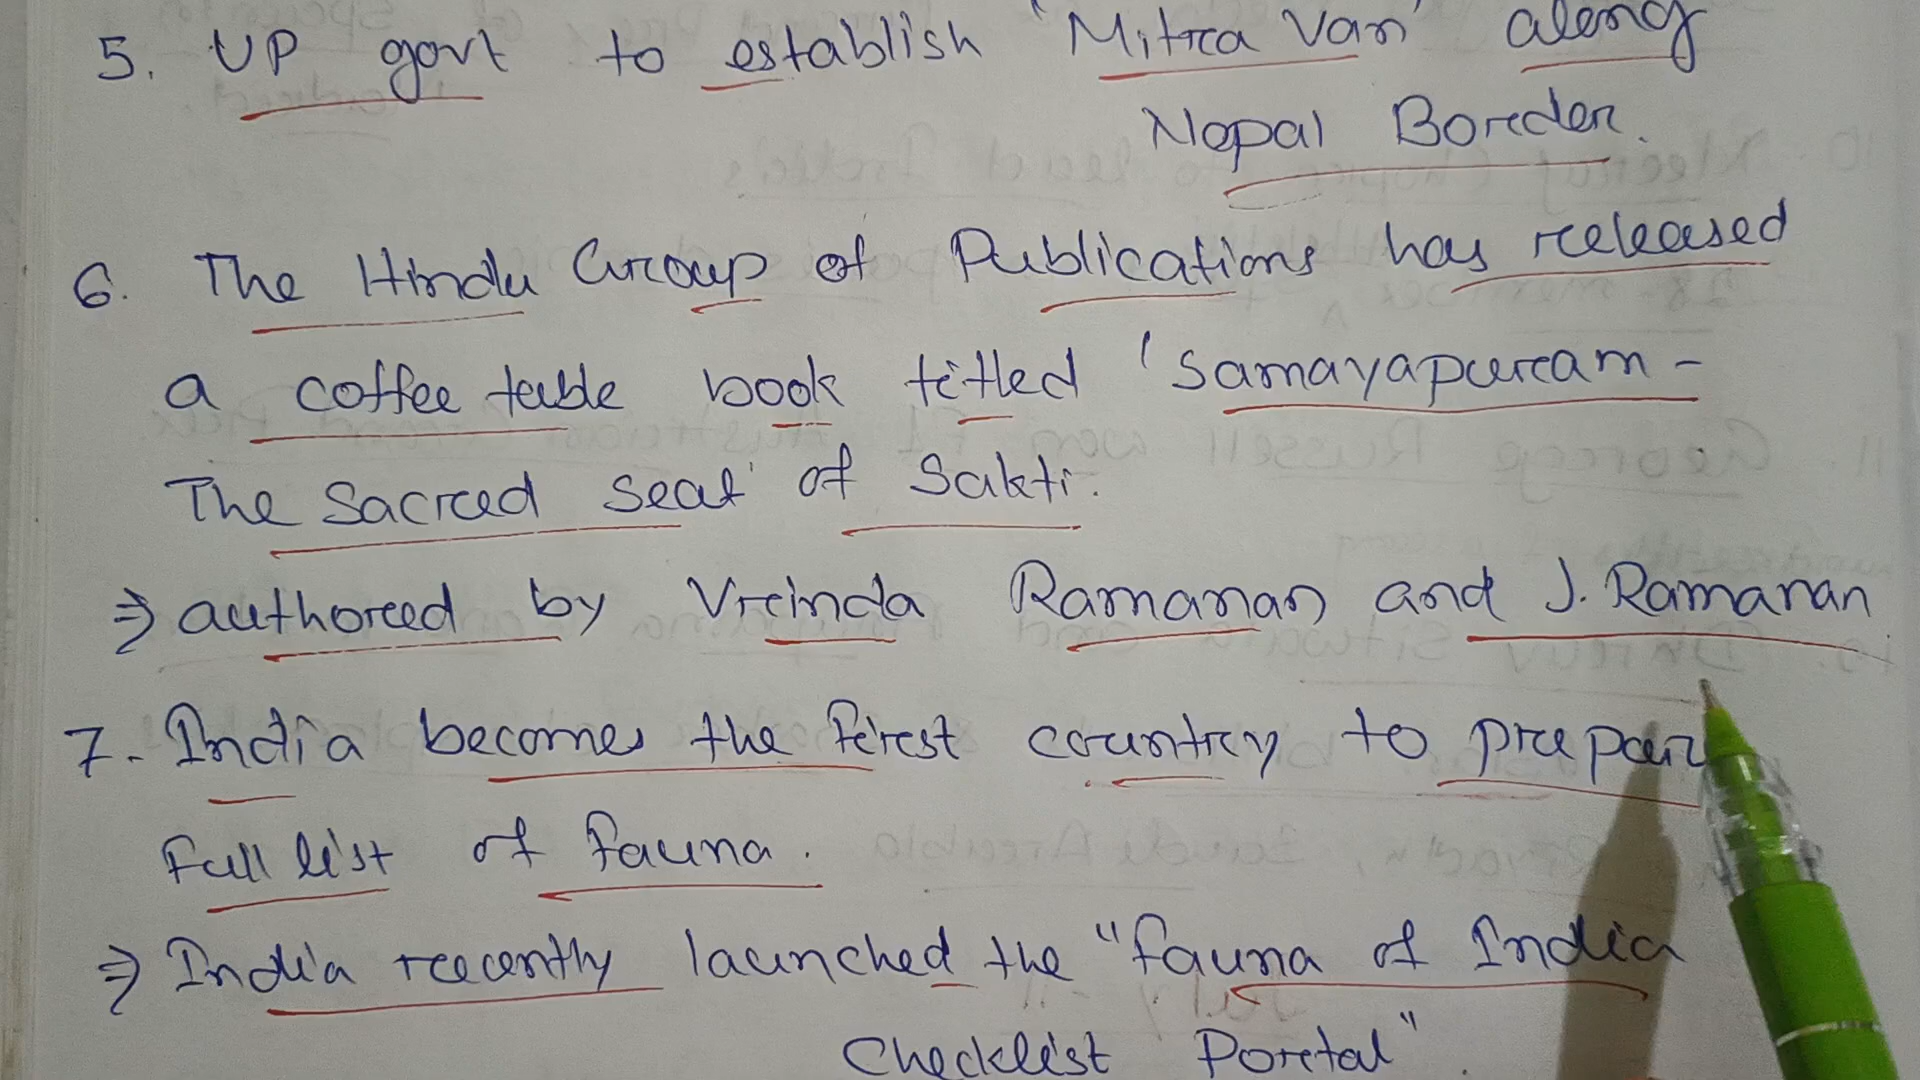 5. UP govt to establish 'Mitra Van' along
Nepal Border.
6. The Hindu Group of Publications has released
a coffee table book titled 'Samayapuram -
The Sacred Seat' of Sakti.
⇒ authored by Vrinda Ramanan and J. Ramanan
7. India becomes the first country to prepare
Full list of fauna.
⇒ India recently launched the "Fauna of India
Checklist Portal".